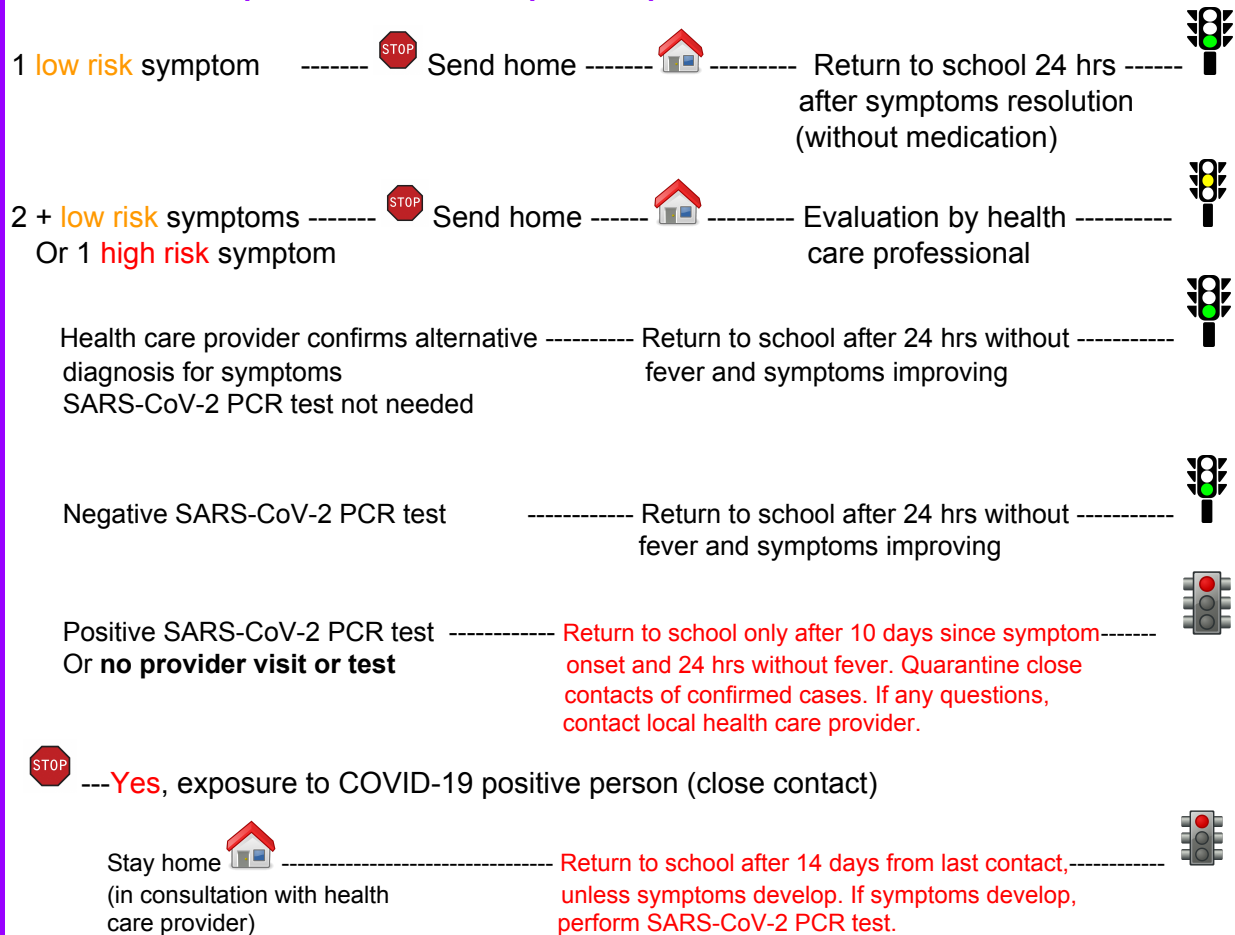 1 low risk symptom ------- STOP Send home ------- --------- Return to school 24 hrs ------
after symptoms resolution
(without medication)
2 + low risk symptoms ------- STOP Send home ------ --------- Evaluation by health ----------
Or 1 high risk symptom care professional
Health care provider confirms alternative ---------- Return to school after 24 hrs without -----------
diagnosis for symptoms fever and symptoms improving
SARS-CoV-2 PCR test not needed
Negative SARS-CoV-2 PCR test ------------ Return to school after 24 hrs without -----------
fever and symptoms improving
Positive SARS-CoV-2 PCR test ------------ Return to school only after 10 days since symptom-------
Or no provider visit or test onset and 24 hrs without fever. Quarantine close
contacts of confirmed cases. If any questions,
contact local health care provider.
STOP ---Yes, exposure to COVID-19 positive person (close contact)
Stay home ---------------------------------- Return to school after 14 days from last contact,------------
(in consultation with health unless symptoms develop. If symptoms develop,
care provider) perform SARS-CoV-2 PCR test.